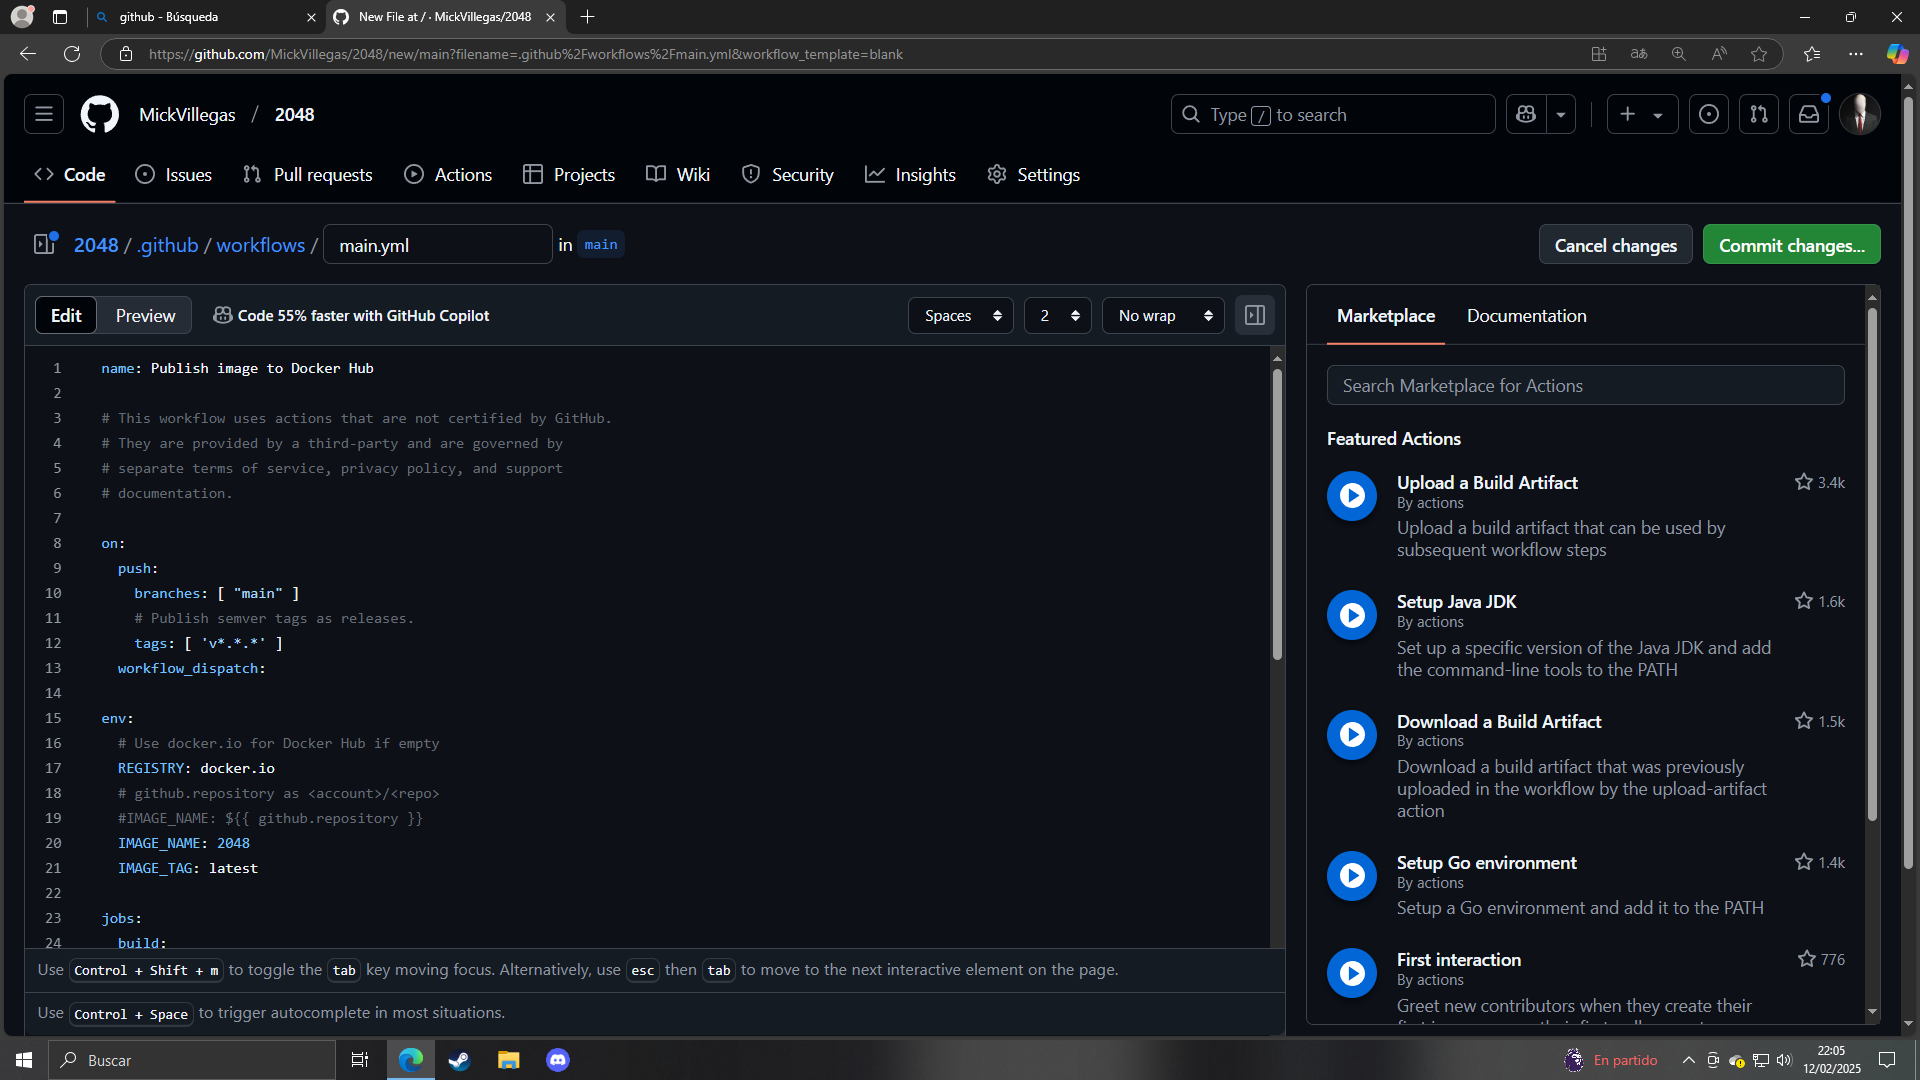 github - Búsqueda
New File at / · MickVillegas/2048
https://github.com/MickVillegas/2048/new/main?filename=.github%2Fworkflows%2Fmain.yml&workflow_template=blank
MickVillegas / 2048
Type / to search
Code
Issues
Pull requests
Actions
Projects
Wiki
Security
Insights
Settings
2048 / .github / workflows / main.yml in main
Cancel changes
Commit changes...
Edit
Preview
Code 55% faster with GitHub Copilot
Spaces
2
No wrap
1 name: Publish image to Docker Hub
2
3 # This workflow uses actions that are not certified by GitHub.
4 # They are provided by a third-party and are governed by
5 # separate terms of service, privacy policy, and support
6 # documentation.
7
8 on:
9 push:
10 branches: [ "main" ]
11 # Publish semver tags as releases.
12 tags: [ 'v*.*.*' ]
13 workflow_dispatch:
14
15 env:
16 # Use docker.io for Docker Hub if empty
17 REGISTRY: docker.io
18 # github.repository as <account>/<repo>
19 #IMAGE_NAME: ${{ github.repository }}
20 IMAGE_NAME: 2048
21 IMAGE_TAG: latest
22
23 jobs:
24 build:
Use Control + Shift + m to toggle the tab key moving focus. Alternatively, use esc then tab to move to the next interactive element on the page.
Use Control + Space to trigger autocomplete in most situations.
Marketplace
Documentation
Search Marketplace for Actions
Featured Actions
Upload a Build Artifact 3.4k
By actions
Upload a build artifact that can be used by
subsequent workflow steps
Setup Java JDK 1.6k
By actions
Set up a specific version of the Java JDK and add
the command-line tools to the PATH
Download a Build Artifact 1.5k
By actions
Download a build artifact that was previously
uploaded in the workflow by the upload-artifact
action
Setup Go environment 1.4k
By actions
Setup a Go environment and add it to the PATH
First interaction 776
By actions
Greet new contributors when they create their
Buscar
En partido
22:05
12/02/2025